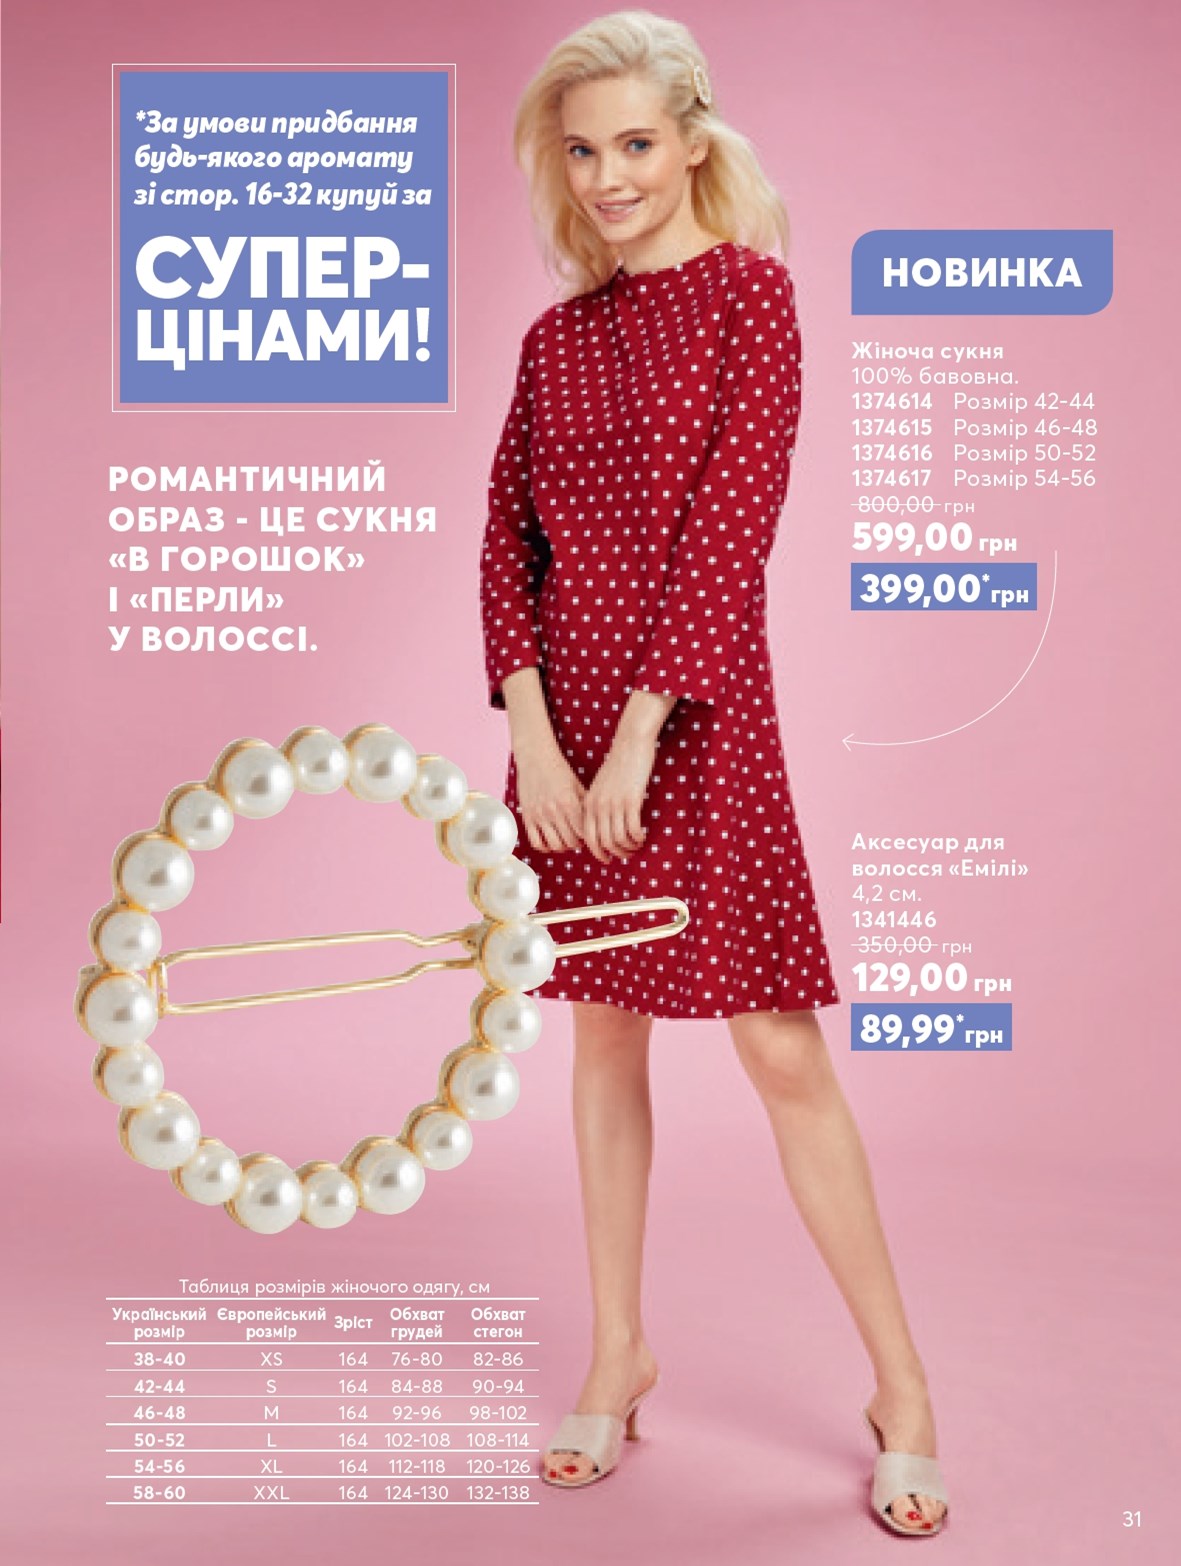 *За умови придбання
будь-якого аромату
зі стор. 16-32 купуй за
СУПЕР-
ЦІНАМИ!
РОМАНТИЧНИЙ
ОБРАЗ - ЦЕ СУКНЯ
«В ГОРОШОК»
І «ПЕРЛИ»
У ВОЛОССІ.
НОВИНКА
Жіноча сукня
100% бавовна.
1374614 Розмір 42-44
1374615 Розмір 46-48
1374616 Розмір 50-52
1374617 Розмір 54-56
800,00 грн
599,00 грн
399,00* грн
Аксесуар для
волосся «Емілі»
4,2 см.
1341446
350,00 грн
129,00 грн
89,99* грн
Таблиця розмірів жіночого одягу, см
Український розмір Європейський розмір Зріст Обхват грудей Обхват стегон
38-40 XS 164 76-80 82-86
42-44 S 164 84-88 90-94
46-48 M 164 92-96 98-102
50-52 L 164 102-108 108-114
54-56 XL 164 112-118 120-126
58-60 XXL 164 124-130 132-138
31